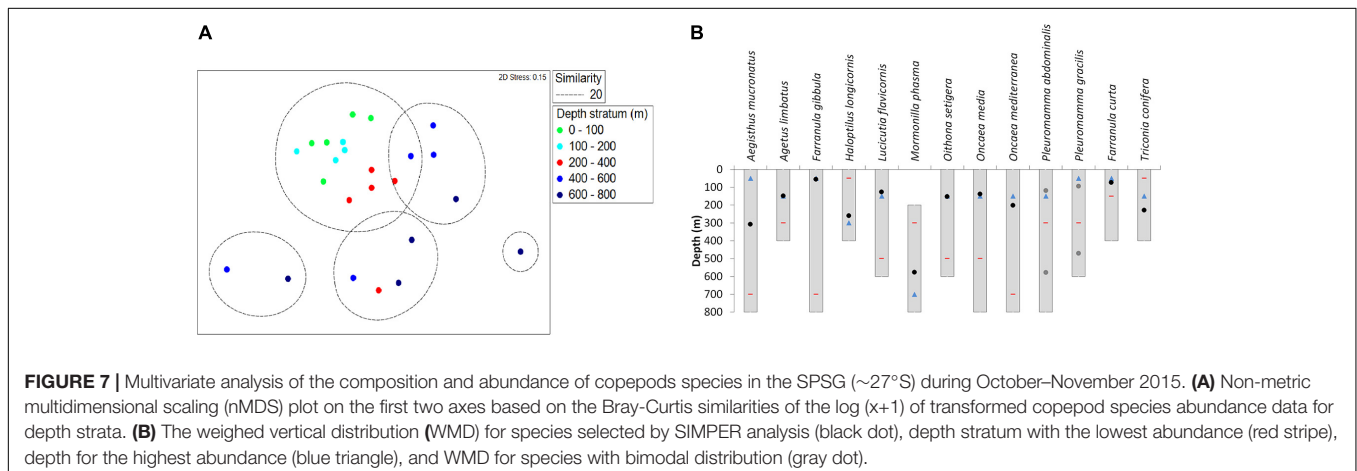 A
2D Stress: 0.15
Similarity
20
Depth stratum (m)
0 - 100
100 - 200
200 - 400
400 - 600
600 - 800
B
Aegisthus mucronatus
Agetus limbatus
Farranula gibbula
Haloptilus longicornis
Lucicutia flavicornis
Mormonilla phasma
Oithona setigera
Oncaea media
Oncaea mediterranea
Pleuromamma abdominalis
Pleuromamma gracilis
Farranula curta
Triconia conifera
Depth (m)
0
100
200
300
400
500
600
700
800
FIGURE 7 | Multivariate analysis of the composition and abundance of copepods species in the SPSG (∼27°S) during October–November 2015. (A) Non-metric
multidimensional scaling (nMDS) plot on the first two axes based on the Bray-Curtis similarities of the log (x+1) of transformed copepod species abundance data for
depth strata. (B) The weighed vertical distribution (WMD) for species selected by SIMPER analysis (black dot), depth stratum with the lowest abundance (red stripe),
depth for the highest abundance (blue triangle), and WMD for species with bimodal distribution (gray dot).